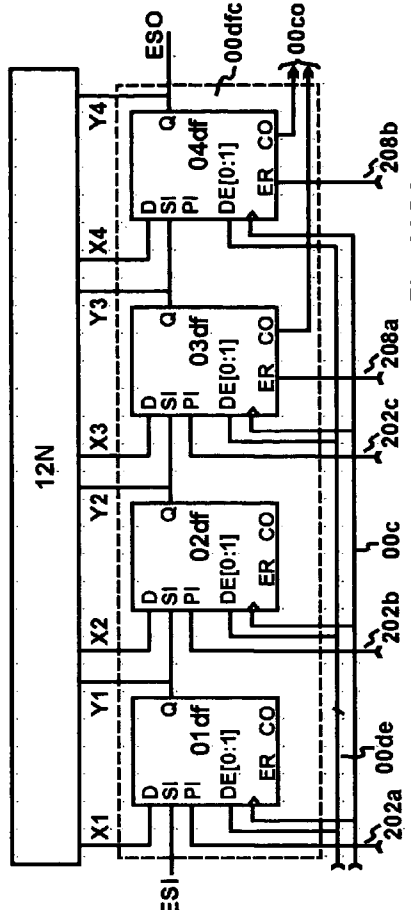 12N
X1 Y1 X2 Y2 X3 Y3 X4 Y4
ESI
ESO
D
SI
PI
DE[0:1]
Q
01df
ER CO
D
SI
PI
DE[0:1]
Q
02df
ER CO
D
SI
PI
DE[0:1]
Q
03df
ER CO
D
SI
PI
DE[0:1]
Q
04df
ER CO
00dfc
00co
202a
00de
202b
00c
202c
208a
208b